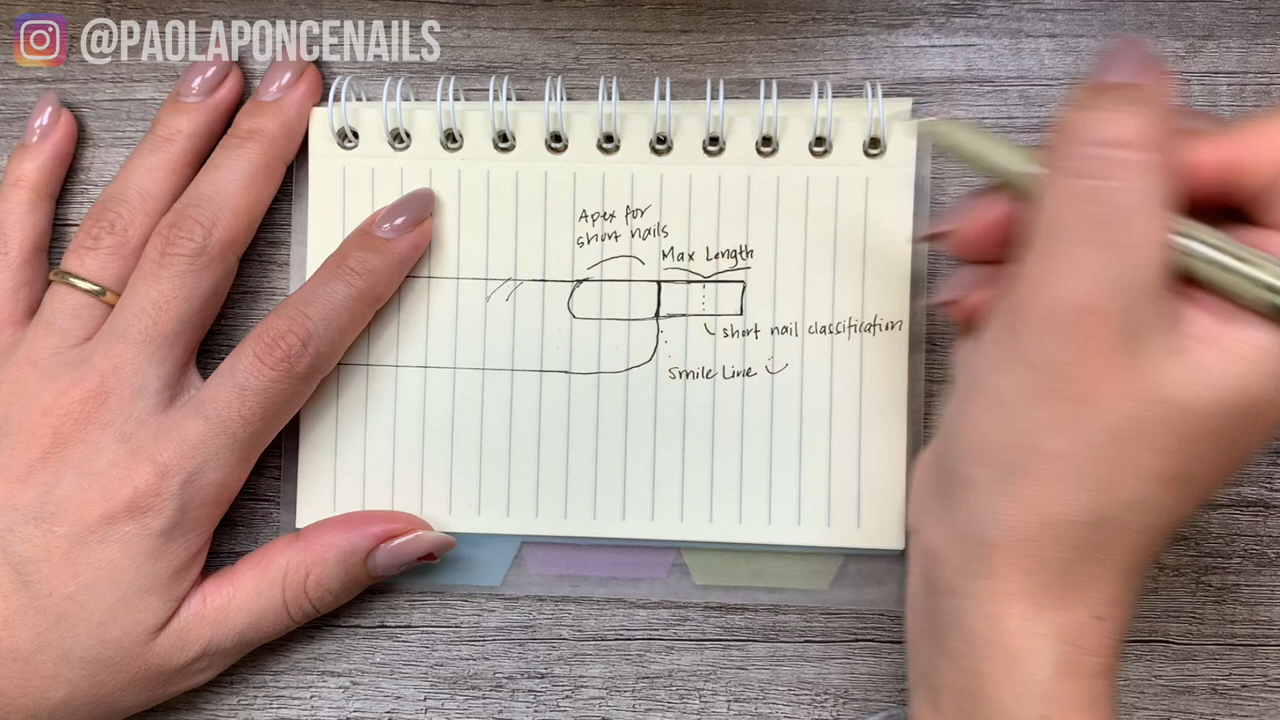 @PAOLAPONCENAILS
Apex for
short nails
Max Length
short nail classification
Smile Line